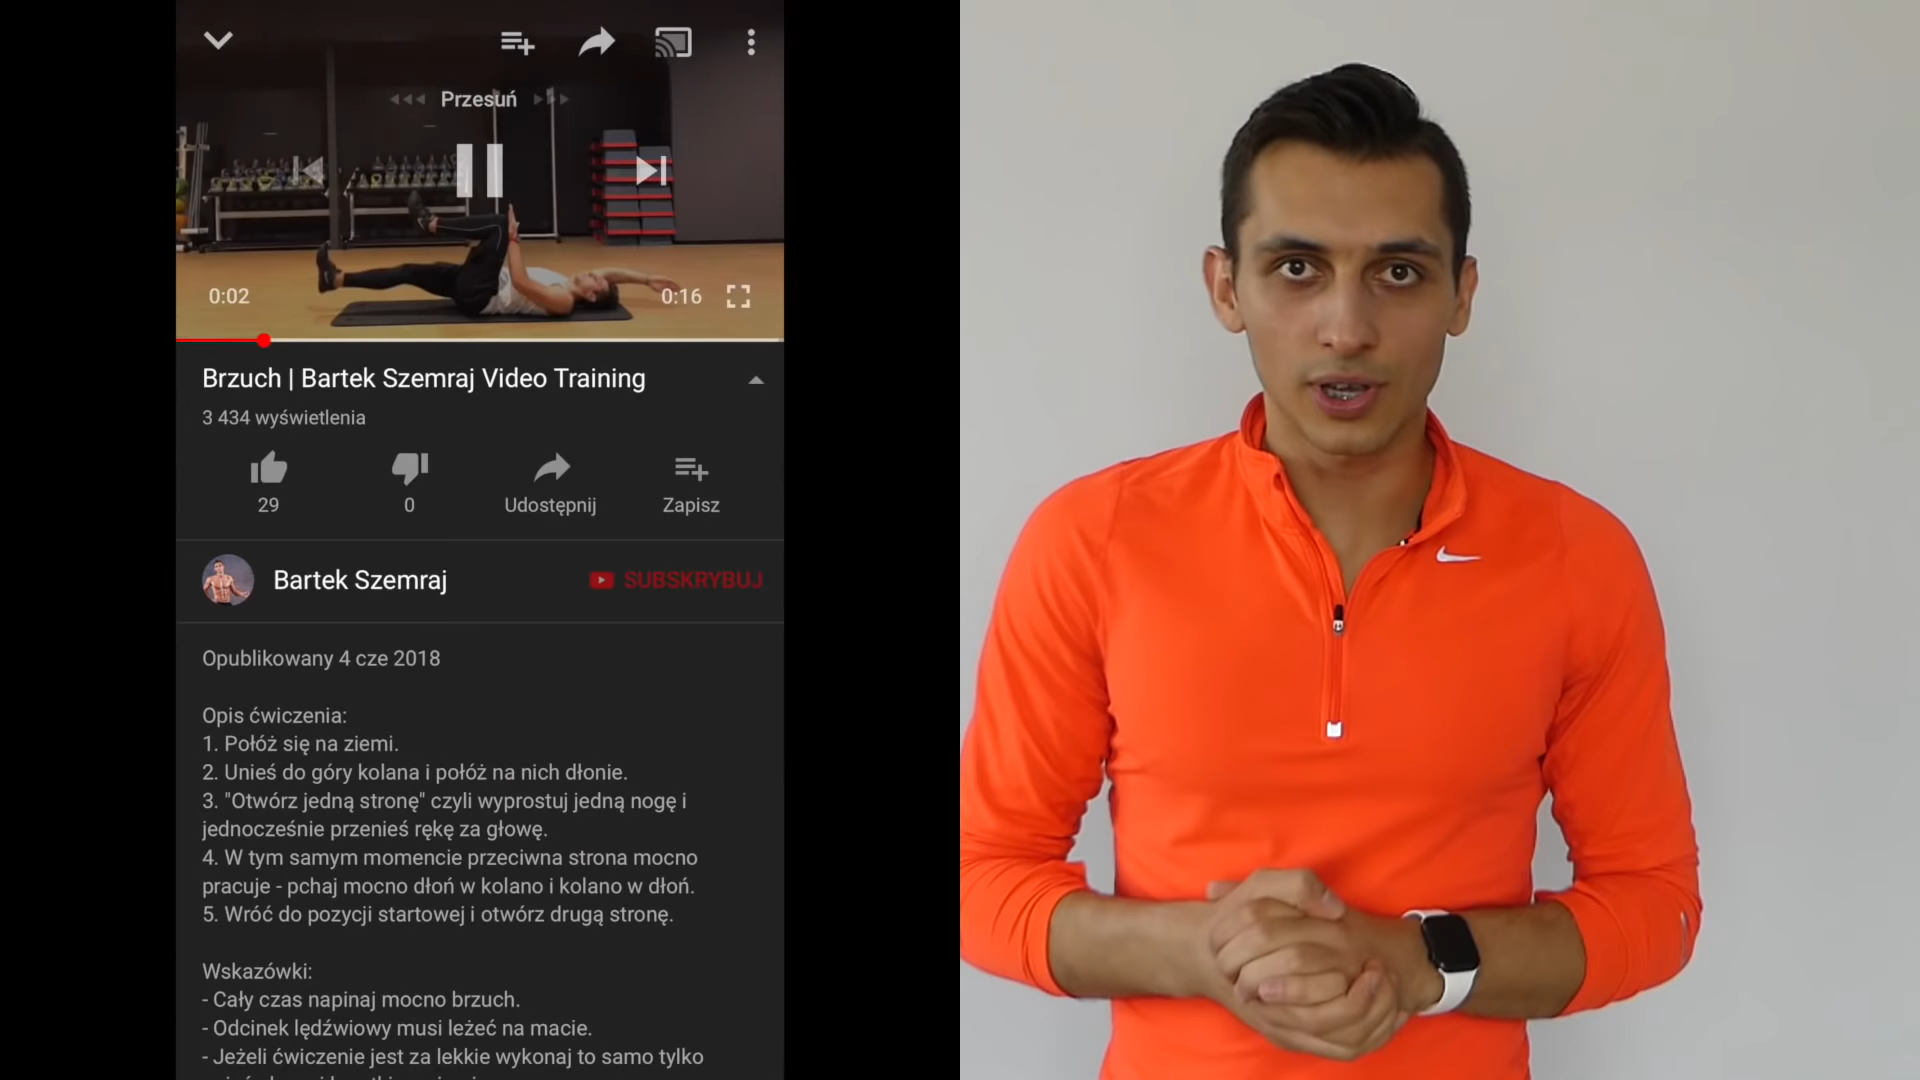 Przesuń
0:02
0:16
Brzuch | Bartek Szemraj Video Training
3 434 wyświetlenia
29
0
Udostępnij
Zapisz
Bartek Szemraj
SUBSKRYBUJ
Opublikowany 4 cze 2018
Opis ćwiczenia:
1. Połóż się na ziemi.
2. Unieś do góry kolana i połóż na nich dłonie.
3. "Otwórz jedną stronę" czyli wyprostuj jedną nogę i
jednocześnie przenieś rękę za głowę.
4. W tym samym momencie przeciwna strona mocno
pracuje - pchaj mocno dłoń w kolano i kolano w dłoń.
5. Wróć do pozycji startowej i otwórz drugą stronę.
Wskazówki:
- Cały czas napinaj mocno brzuch.
- Odcinek lędźwiowy musi leżeć na macie.
- Jeżeli ćwiczenie jest za lekkie wykonaj to samo tylko